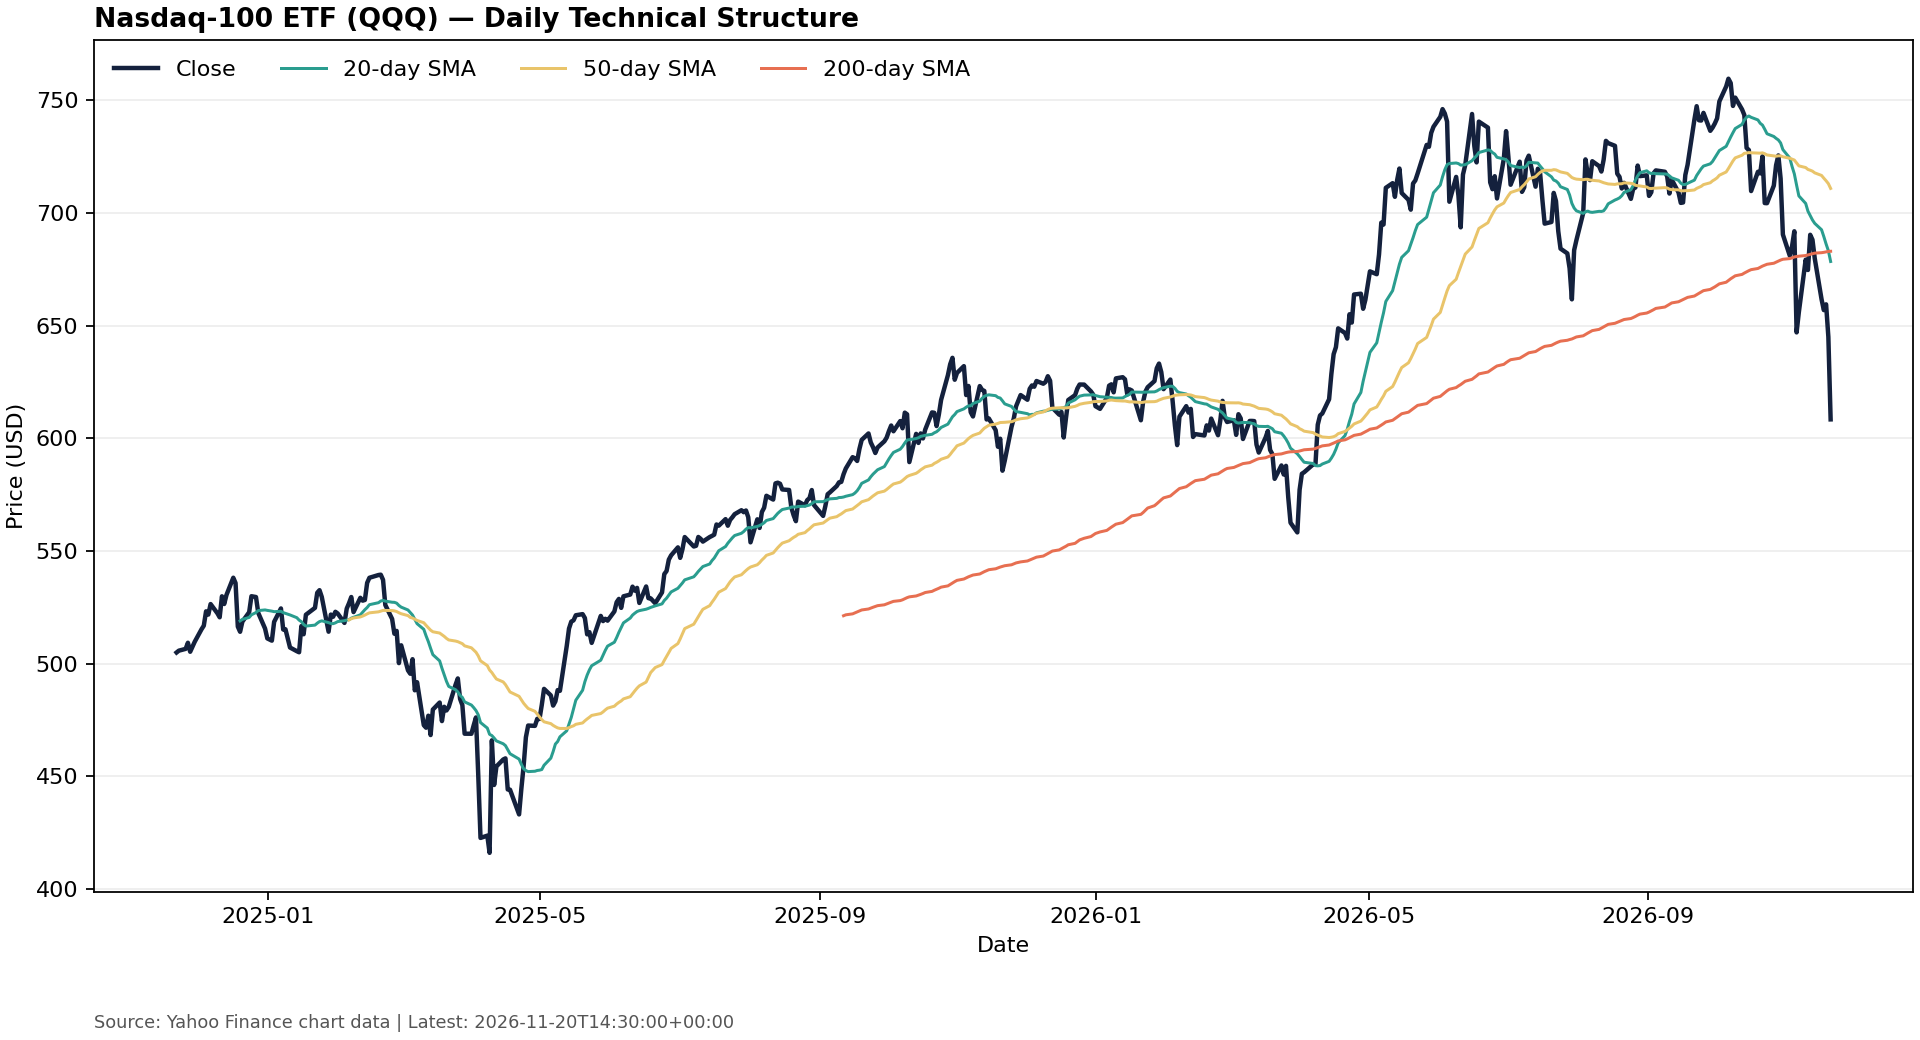 Nasdaq-100 ETF (QQQ) — Daily Technical Structure
Close 20-day SMA 50-day SMA 200-day SMA
750
700
650
600
550
500
450
400
Price (USD)
2025-01 2025-05 2025-09 2026-01 2026-05 2026-09
Date
Source: Yahoo Finance chart data | Latest: 2026-11-20T14:30:00+00:00